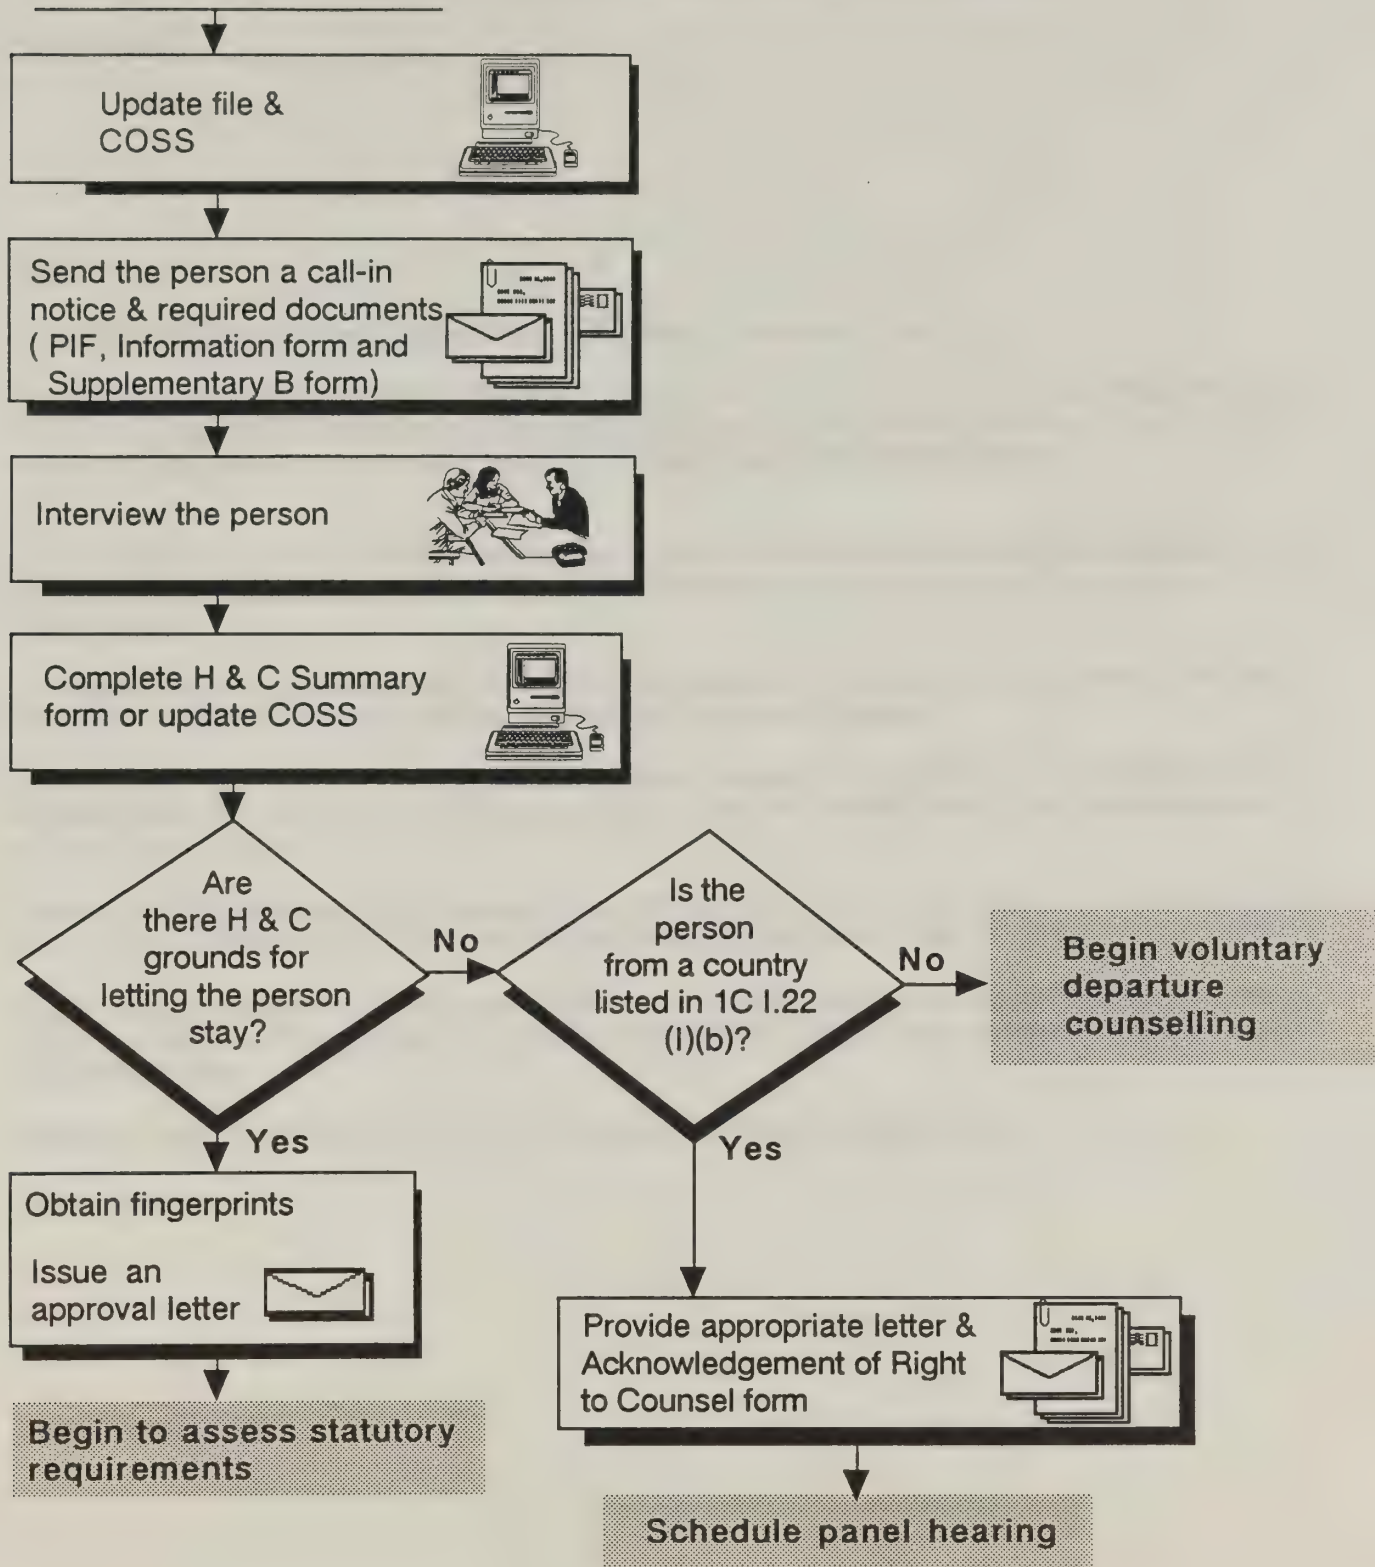 Update file &
COSS
Send the person a call-in
notice & required documents
( PIF, Information form and
Supplementary B form)
Interview the person
Complete H & C Summary
form or update COSS
Are
there H & C
grounds for
letting the person
stay?
No
Is the
person
from a country
listed in 1C I.22
(I)(b)?
No
Begin voluntary
departure
counselling
Yes
Yes
Obtain fingerprints
Issue an
approval letter
Provide appropriate letter &
Acknowledgement of Right
to Counsel form
Begin to assess statutory
requirements
Schedule panel hearing